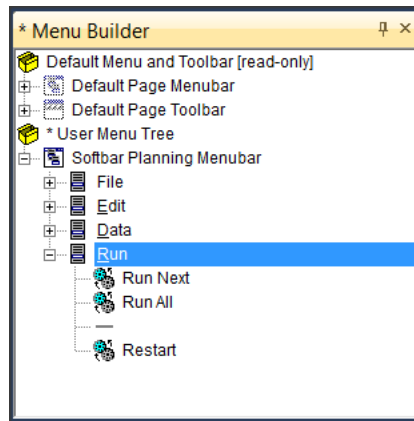 * Menu Builder
Default Menu and Toolbar [read-only]
Default Page Menubar
Default Page Toolbar
* User Menu Tree
Softbar Planning Menubar
File
Edit
Data
Run
Run Next
Run All
Restart